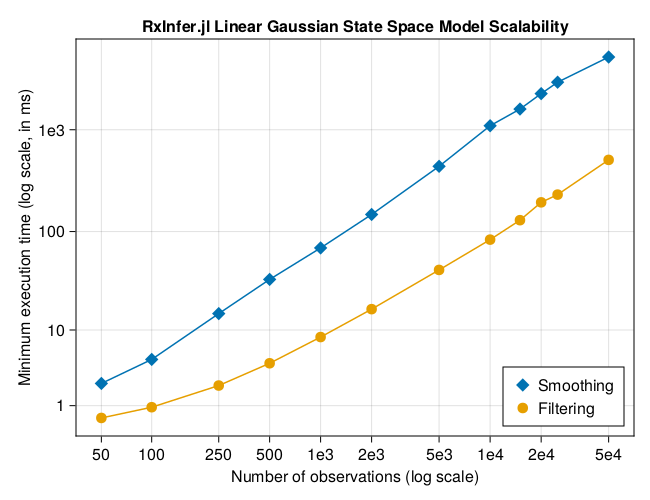 RxInfer.jl Linear Gaussian State Space Model Scalability
Minimum execution time (log scale, in ms)
1e3
100
10
1
Smoothing
Filtering
50 100 250 500 1e3 2e3 5e3 1e4 2e4 5e4
Number of observations (log scale)